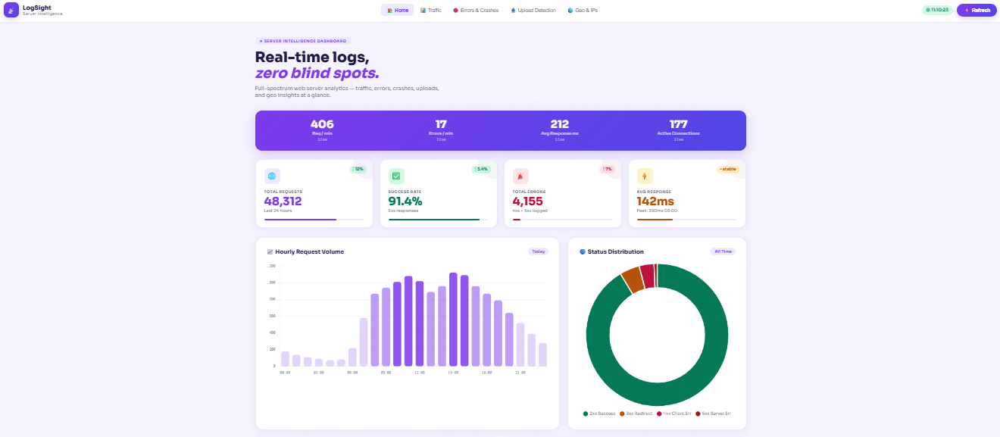 LogSight
Server Intelligence
Home
Traffic
Errors & Crashes
Upload Detection
Geo & IPs
11:10:23
Refresh
SERVER INTELLIGENCE DASHBOARD
Real-time logs,
zero blind spots.
Full-spectrum web server analytics — traffic, errors, crashes, uploads,
and geo insights at a glance.
406
Req / min
live
17
Errors / min
live
212
Avg Response ms
live
177
Active Connections
live
↑ 12%
TOTAL REQUESTS
48,312
Last 24 hours
↑ 3.4%
SUCCESS RATE
91.4%
2xx responses
↑ 7%
TOTAL ERRORS
4,155
4xx + 5xx logged
~ stable
AVG RESPONSE
142ms
Peak: 390ms 03:00
Hourly Request Volume
Today
,200
,000
800
600
400
200
0
00:00 03:00 06:00 09:00 12:00 15:00 18:00 21:00
Status Distribution
All Time
2xx Success 3xx Redirect 4xx Client Err 5xx Server Err